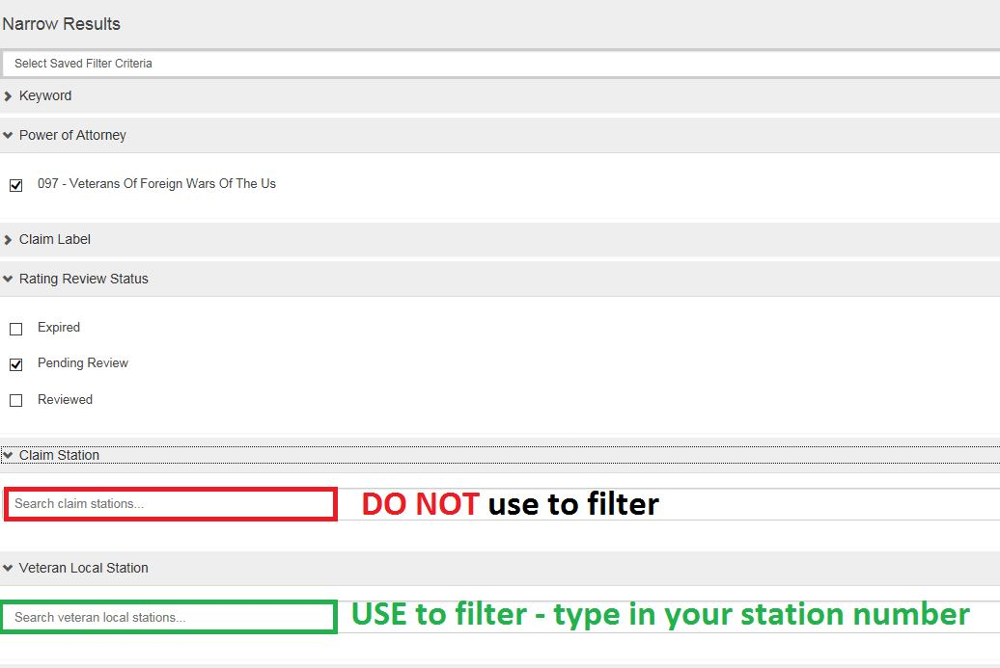 Narrow Results
Select Saved Filter Criteria
Keyword
Power of Attorney
097 - Veterans Of Foreign Wars Of The Us
Claim Label
Rating Review Status
Expired
Pending Review
Reviewed
Claim Station
Search claim stations... DO NOT use to filter
Veteran Local Station
Search veteran local stations... USE to filter - type in your station number